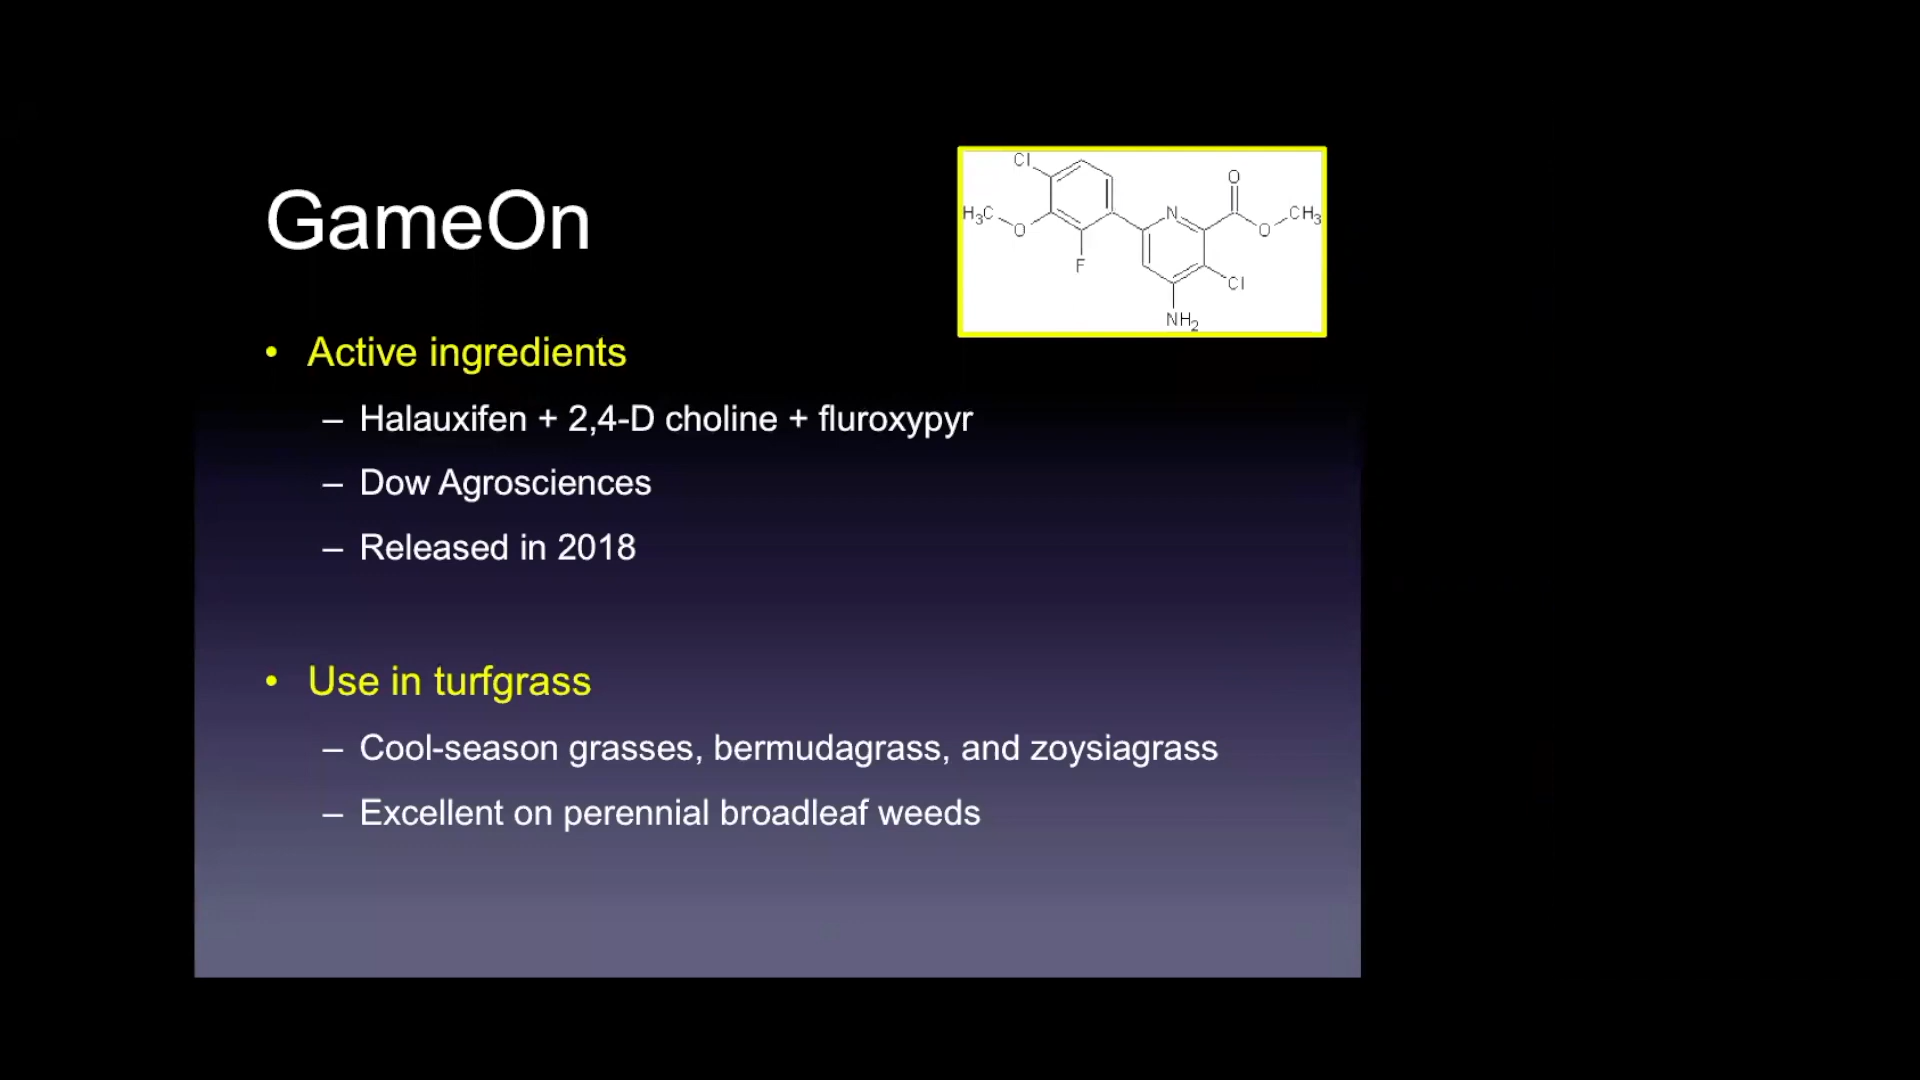 GameOn
Cl
O
H₃C
O
N
O
CH₃
F
Cl
NH₂
• Active ingredients
– Halauxifen + 2,4-D choline + fluroxypyr
– Dow Agrosciences
– Released in 2018
• Use in turfgrass
– Cool-season grasses, bermudagrass, and zoysiagrass
– Excellent on perennial broadleaf weeds